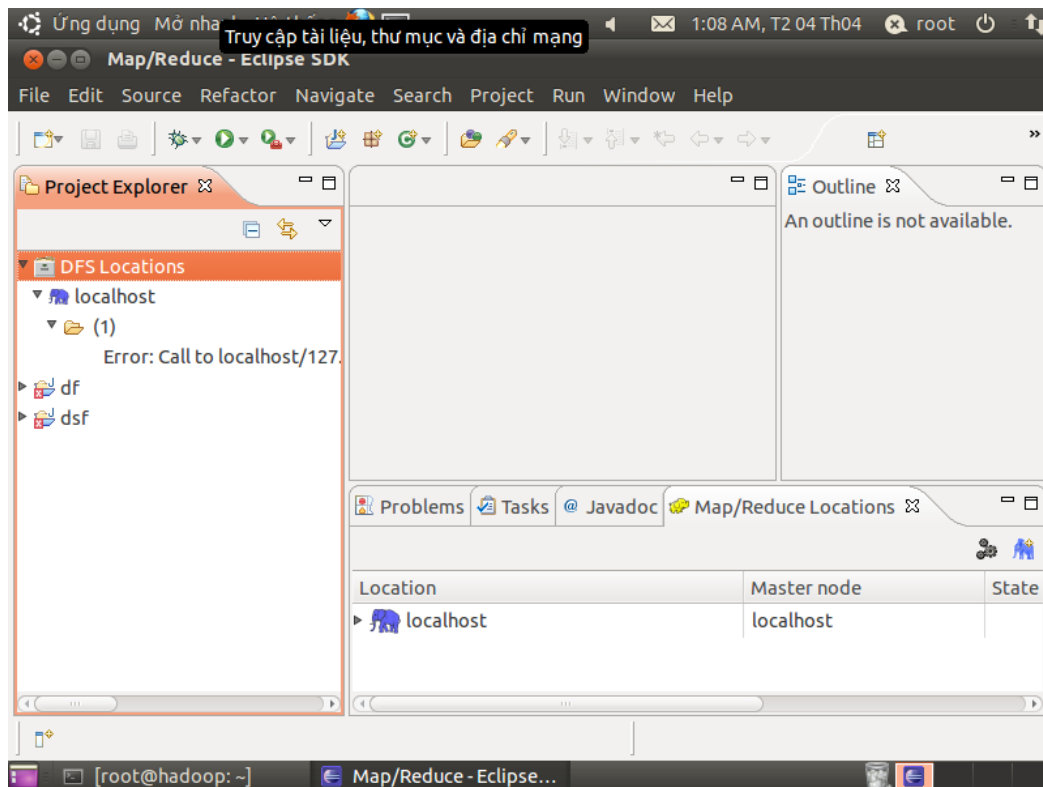 Ứng dụng Mở 1:08 AM, T2 04 Th04 root
Truy cập tài liệu, thư mục và địa chỉ mạng
Map/Reduce - Eclipse SDK
File Edit Source Refactor Navigate Search Project Run Window Help
Project Explorer
Outline
An outline is not available.
DFS Locations
localhost
(1)
Error: Call to localhost/127.
df
dsf
Problems Tasks @ Javadoc Map/Reduce Locations
Location Master node State
localhost localhost
[root@hadoop: ~] Map/Reduce - Eclipse...